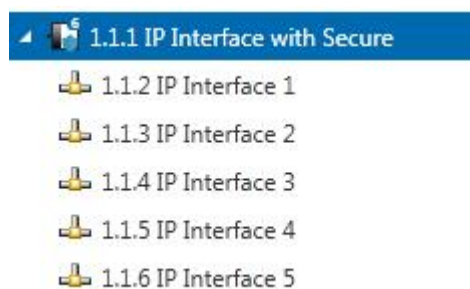 6
1.1.1 IP Interface with Secure
1.1.2 IP Interface 1
1.1.3 IP Interface 2
1.1.4 IP Interface 3
1.1.5 IP Interface 4
1.1.6 IP Interface 5